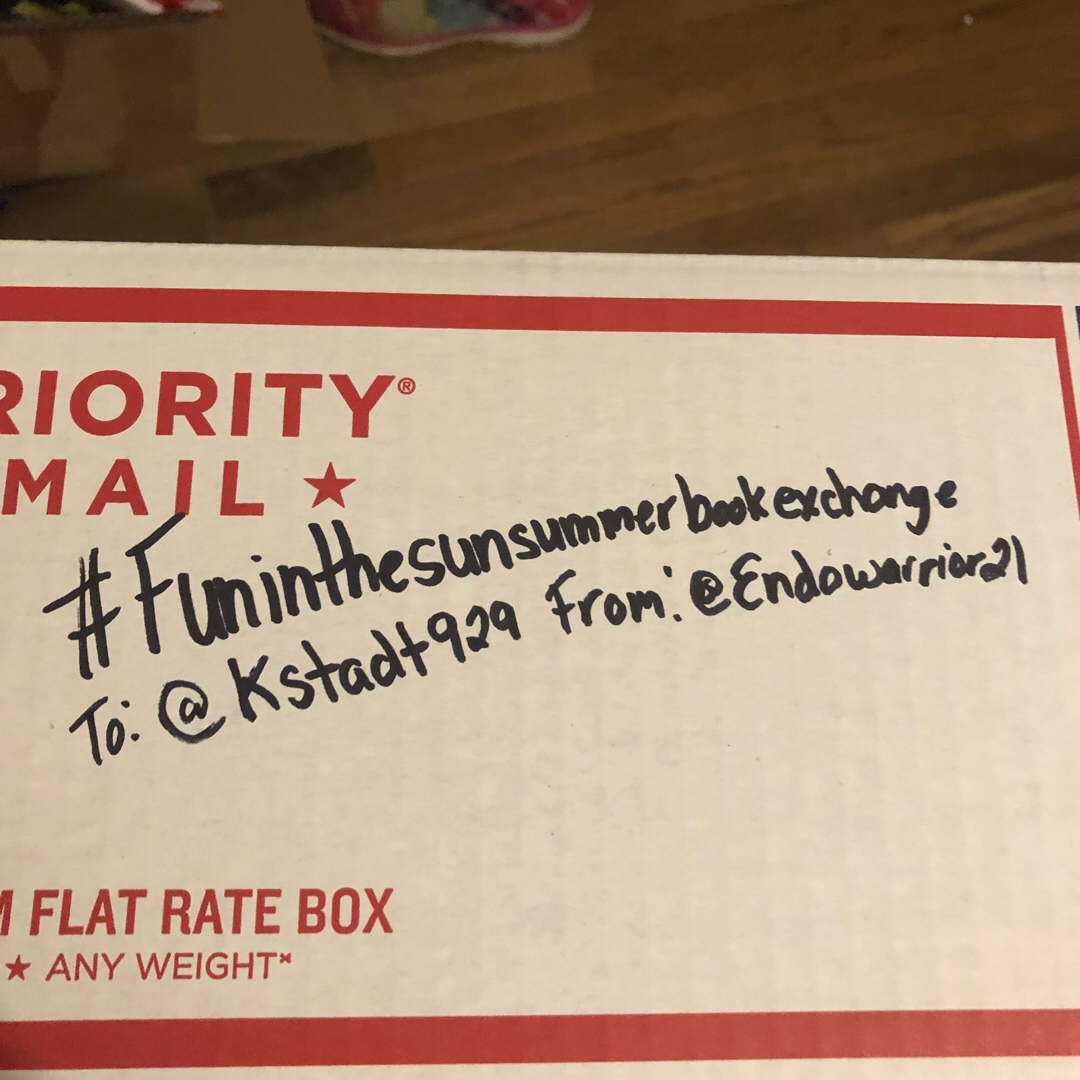 RIORITY®
MAIL ★
#Funinthesunsummerbookexchange
To: @Kstadt929 From: @Endowarrior21
M FLAT RATE BOX
★ ANY WEIGHT*